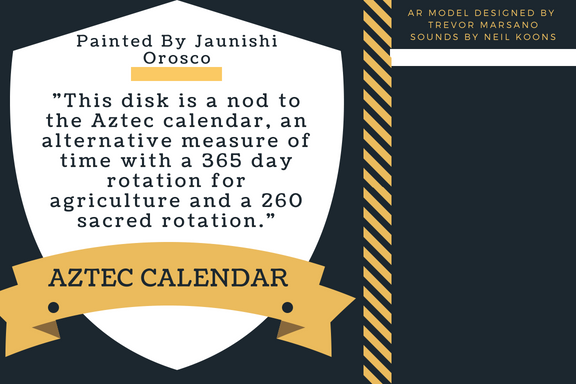 Painted By Jaunishi
Orosco
"This disk is a nod to
the Aztec calendar, an
alternative measure of
time with a 365 day
rotation for
agriculture and a 260
sacred rotation."
AZTEC CALENDAR
AR MODEL DESIGNED BY
TREVOR MARSANO
SOUNDS BY NEIL KOONS